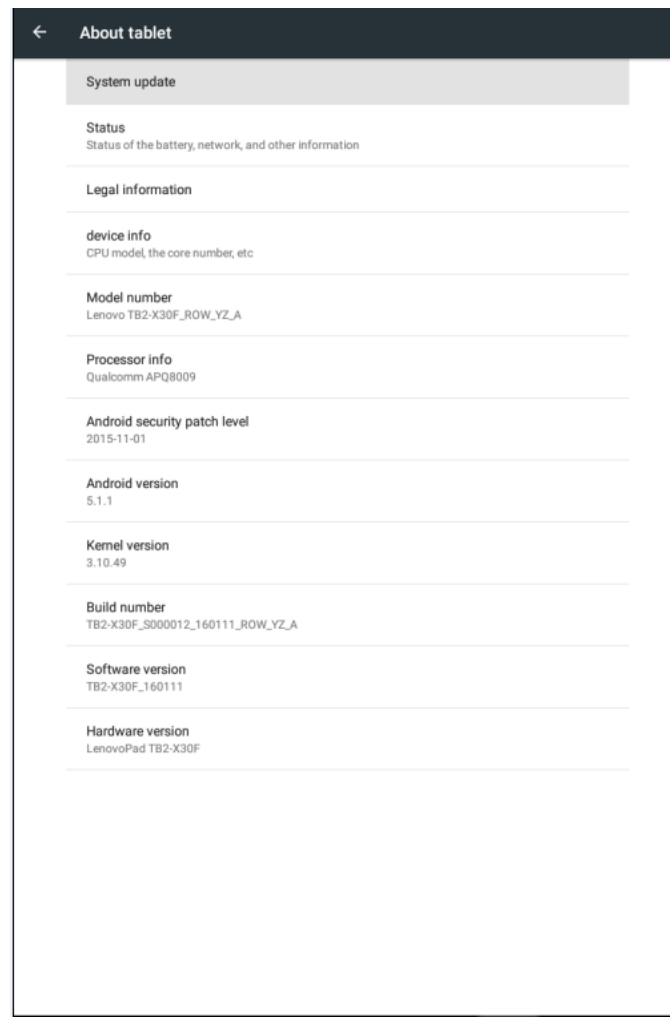 About tablet
System update
Status
Status of the battery, network, and other information
Legal information
device info
CPU model, the core number, etc
Model number
Lenovo TB2-X30F_ROW_YZ_A
Processor info
Qualcomm APQ8009
Android security patch level
2015-11-01
Android version
5.1.1
Kernel version
3.10.49
Build number
TB2-X30F_S000012_160111_ROW_YZ_A
Software version
TB2-X30F_160111
Hardware version
LenovoPad TB2-X30F